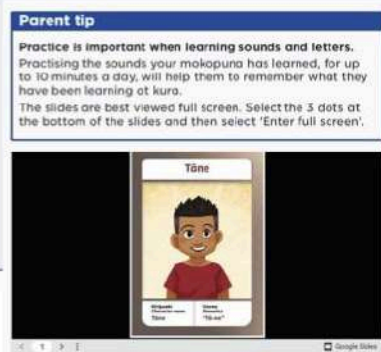 Parent tip
Practice is important when learning sounds and letters.
Practising the sounds your mokopuna has learned, for up
to 10 minutes a day, will help them to remember what they
have been learning at kura.
The slides are best viewed full screen. Select the 3 dots at
the bottom of the slides and then select 'Enter full screen'.
Tāne
Tāne
1
Google Slides